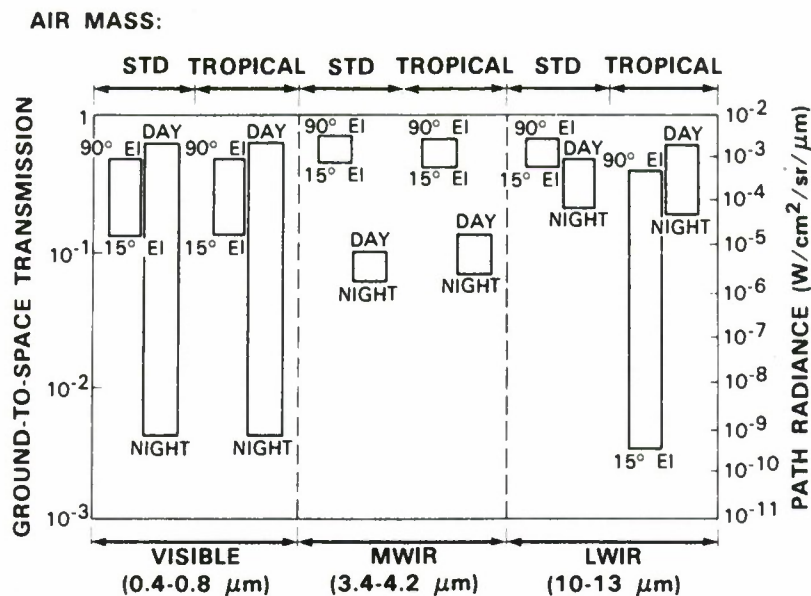 AIR MASS:
STD TROPICAL STD TROPICAL STD TROPICAL
GROUND-TO-SPACE TRANSMISSION
1
10⁻¹
10⁻²
10⁻³
90° El
15° El
DAY
NIGHT
90° El
15° El
DAY
NIGHT
90° El
15° El
DAY
NIGHT
90° El
15° El
DAY
NIGHT
90° El
15° El
DAY
NIGHT
90° El
15° El
DAY
NIGHT
10⁻²
10⁻³
10⁻⁴
10⁻⁵
10⁻⁶
10⁻⁷
10⁻⁸
10⁻⁹
10⁻¹⁰
10⁻¹¹
PATH RADIANCE (W/cm²/sr/μm)
VISIBLE MWIR LWIR
(0.4-0.8 μm) (3.4-4.2 μm) (10-13 μm)